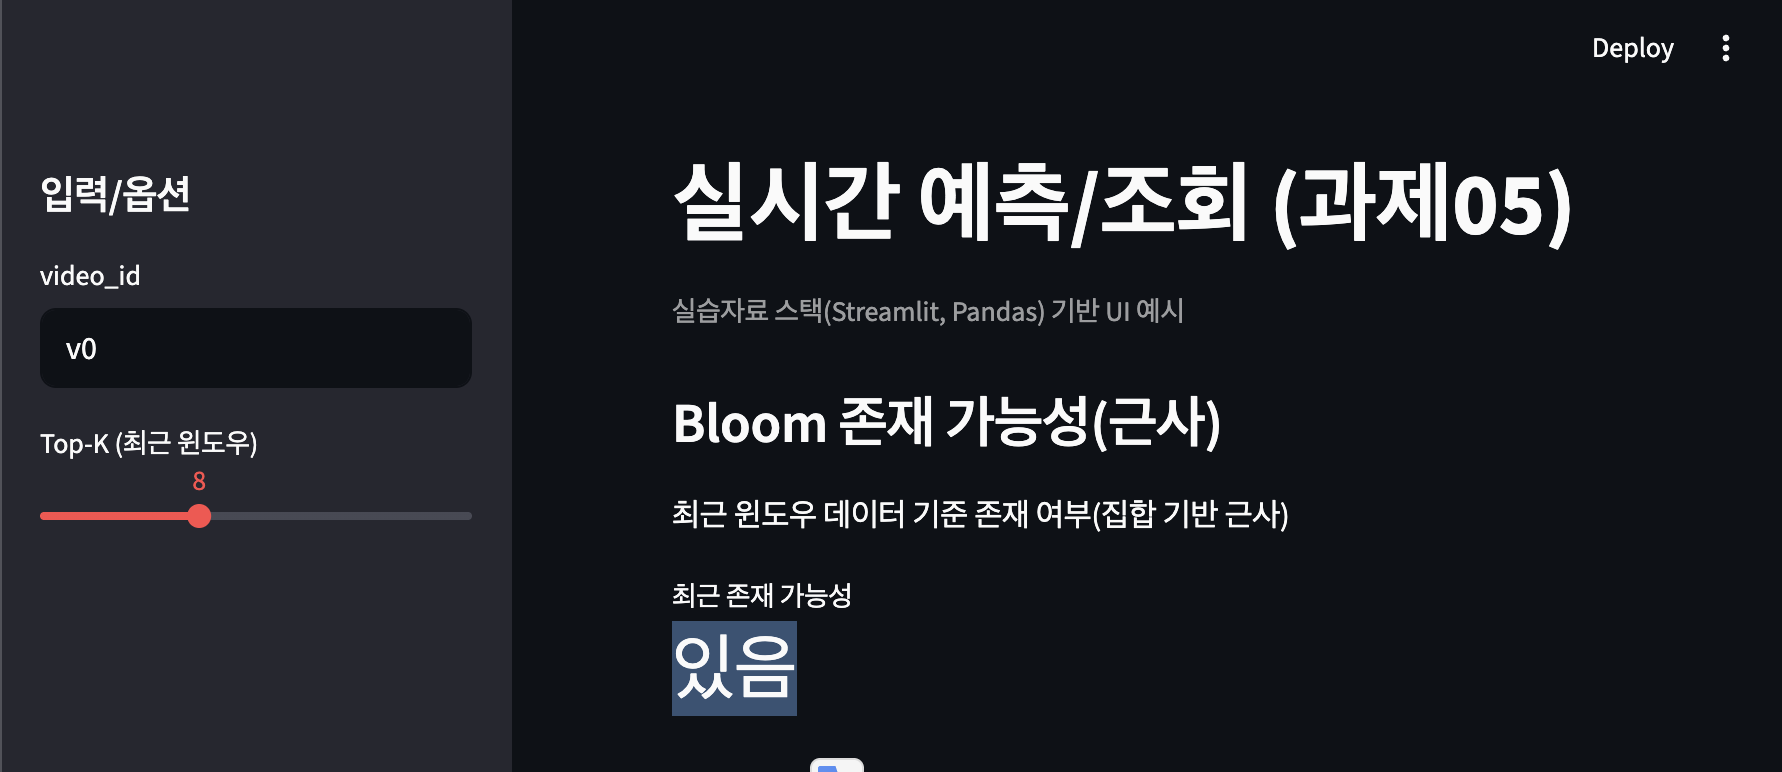 Deploy
입력/옵션
video_id
v0
Top-K (최근 윈도우)
8
실시간 예측/조회 (과제05)
실습자료 스택(Streamlit, Pandas) 기반 UI 예시
Bloom 존재 가능성(근사)
최근 윈도우 데이터 기준 존재 여부(집합 기반 근사)
최근 존재 가능성
있음